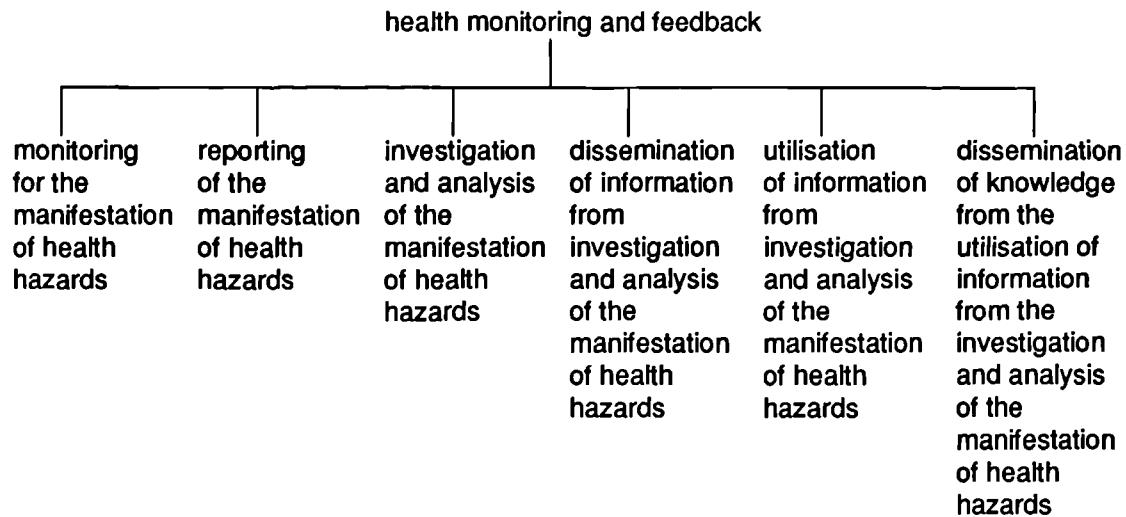 health monitoring and feedback
monitoring
for the
manifestation
of health
hazards
reporting
of the
manifestation
of health
hazards
investigation
and analysis
of the
manifestation
of health
hazards
dissemination
of information
from
investigation
and analysis
of the
manifestation
of health
hazards
utilisation
of information
from
investigation
and analysis
of the
manifestation
of health
hazards
dissemination
of knowledge
from the
utilisation of
information
from the
investigation
and analysis
of the
manifestation
of health
hazards